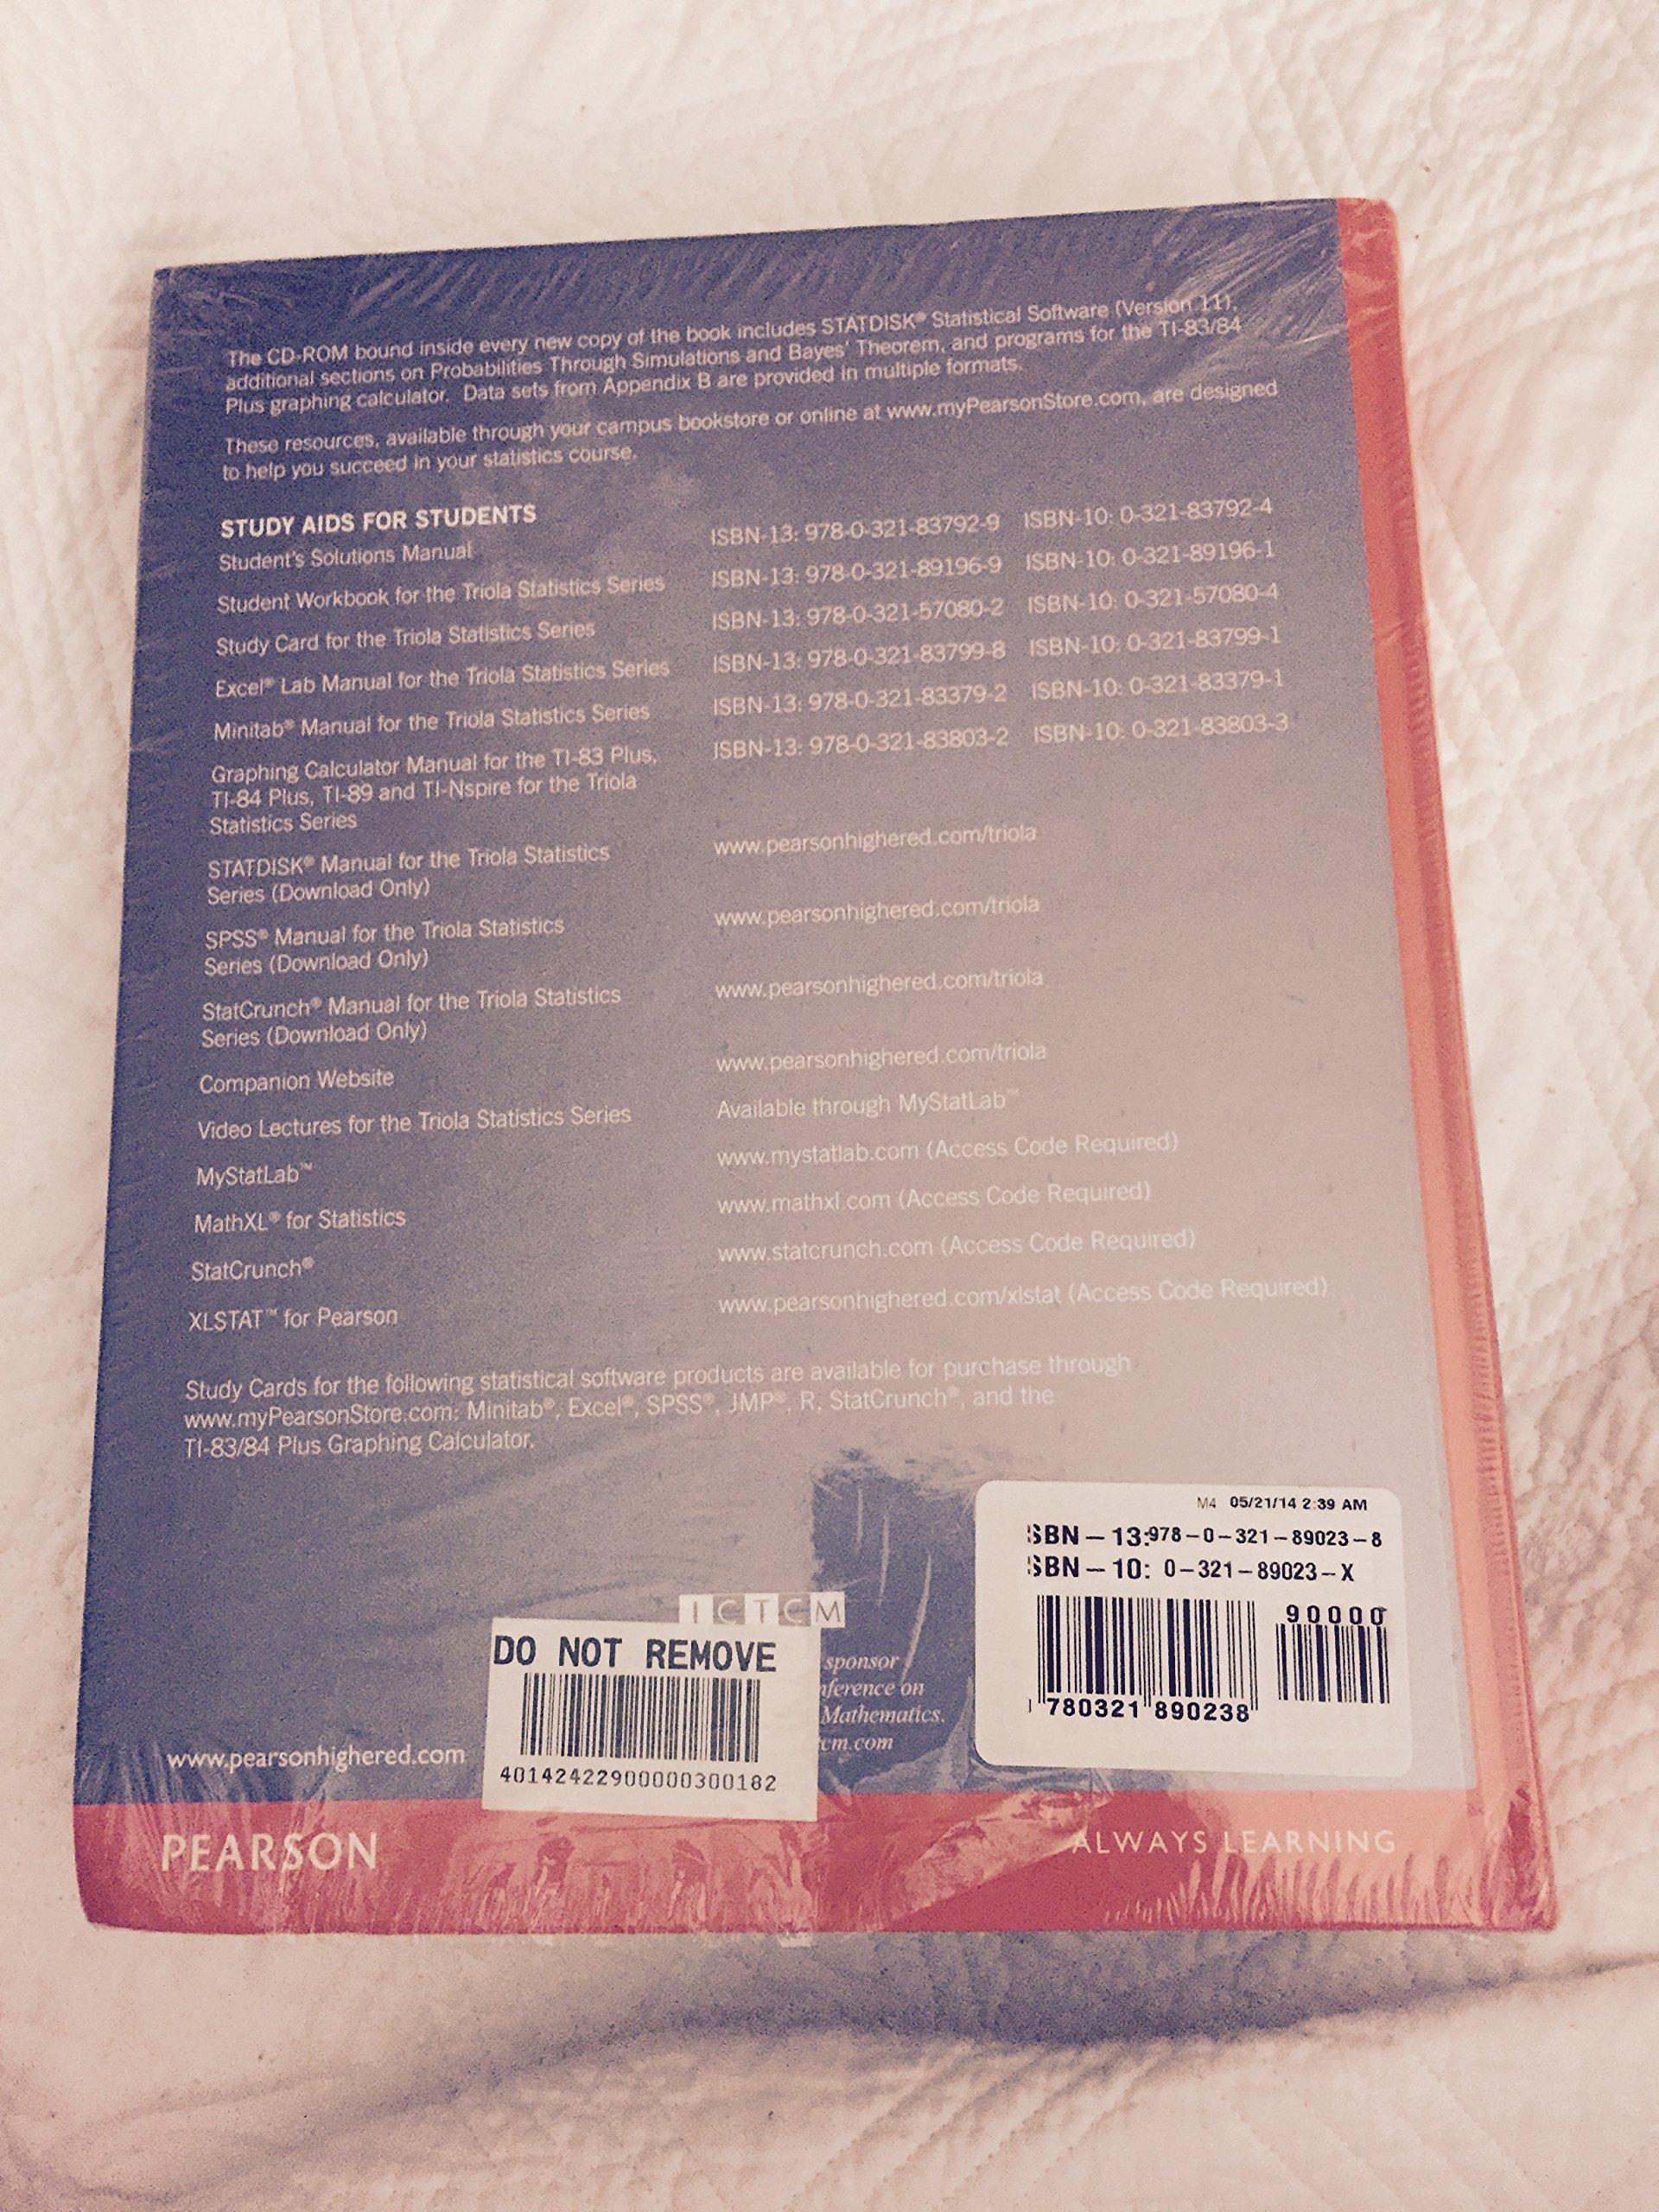 The CD-ROM bound inside every new copy of the book includes STATDISK® Statistical Software (Version 11),
additional sections on Probabilities Through Simulations and Bayes' Theorem, and programs for the TI-83/84
Plus graphing calculator. Data sets from Appendix B are provided in multiple formats.
These resources, available through your campus bookstore or online at www.myPearsonStore.com, are designed
to help you succeed in your statistics course.
STUDY AIDS FOR STUDENTS
Student's Solutions Manual ISBN-13: 978-0-321-83792-9 ISBN-10: 0-321-83792-4
Student Workbook for the Triola Statistics Series ISBN-13: 978-0-321-89196-9 ISBN-10: 0-321-89196-1
Study Card for the Triola Statistics Series ISBN-13: 978-0-321-57080-2 ISBN-10: 0-321-57080-4
Excel® Lab Manual for the Triola Statistics Series ISBN-13: 978-0-321-83799-8 ISBN-10: 0-321-83799-1
Minitab® Manual for the Triola Statistics Series ISBN-13: 978-0-321-83379-2 ISBN-10: 0-321-83379-1
Graphing Calculator Manual for the TI-83 Plus, ISBN-13: 978-0-321-83803-2 ISBN-10: 0-321-83803-3
TI-84 Plus, TI-89 and TI-Nspire for the Triola
Statistics Series
STATDISK® Manual for the Triola Statistics www.pearsonhighered.com/triola
Series (Download Only)
SPSS® Manual for the Triola Statistics www.pearsonhighered.com/triola
Series (Download Only)
StatCrunch® Manual for the Triola Statistics www.pearsonhighered.com/triola
Series (Download Only)
Companion Website www.pearsonhighered.com/triola
Video Lectures for the Triola Statistics Series Available through MyStatLab™
MyStatLab™ www.mystatlab.com (Access Code Required)
MathXL® for Statistics www.mathxl.com (Access Code Required)
StatCrunch® www.statcrunch.com (Access Code Required)
XLSTAT™ for Pearson www.pearsonhighered.com/xlstat (Access Code Required)
Study Cards for the following statistical software products are available for purchase through
www.myPearsonStore.com: Minitab®, Excel®, SPSS®, JMP®, R, StatCrunch®, and the
TI-83/84 Plus Graphing Calculator.
M4 05/21/14 2:39 AM
ISBN-13:978-0-321-89023-8
ISBN-10: 0-321-89023-X
90000
780321 890238
ICTCM
sponsor
nference on
Mathematics.
cm.com
DO NOT REMOVE
40142422900000300182
www.pearsonhighered.com
PEARSON
ALWAYS LEARNING